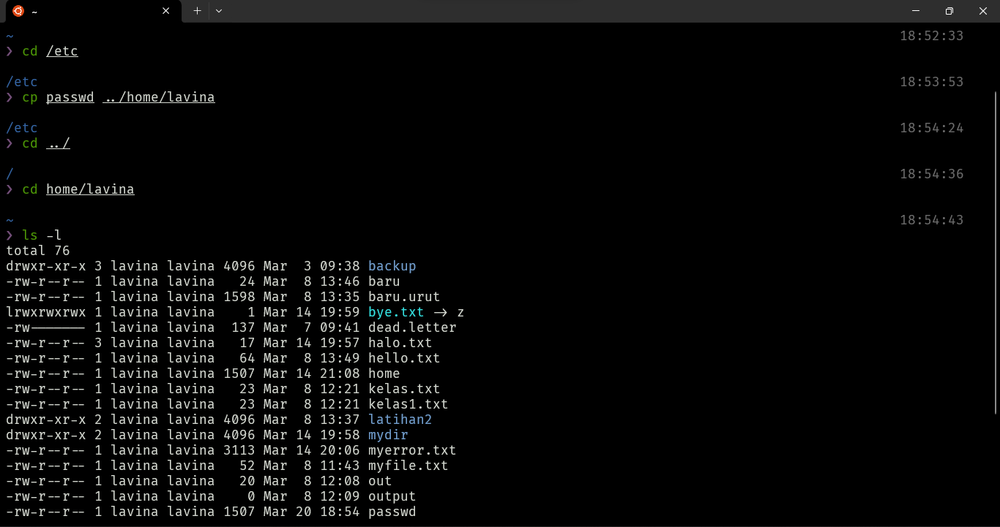 ~
~ 18:52:33
❯ cd /etc
/etc 18:53:53
❯ cp passwd ../home/lavina
/etc 18:54:24
❯ cd ../
/ 18:54:36
❯ cd home/lavina
~ 18:54:43
❯ ls -l
total 76
drwxr-xr-x 3 lavina lavina 4096 Mar  3 09:38 backup
-rw-r--r-- 1 lavina lavina   24 Mar  8 13:46 baru
-rw-r--r-- 1 lavina lavina 1598 Mar  8 13:35 baru.urut
lrwxrwxrwx 1 lavina lavina    1 Mar 14 19:59 bye.txt -> z
-rw------- 1 lavina lavina  137 Mar  7 09:41 dead.letter
-rw-r--r-- 3 lavina lavina   17 Mar 14 19:57 halo.txt
-rw-r--r-- 1 lavina lavina   64 Mar  8 13:49 hello.txt
-rw-r--r-- 1 lavina lavina 1507 Mar 14 21:08 home
-rw-r--r-- 1 lavina lavina   23 Mar  8 12:21 kelas.txt
-rw-r--r-- 1 lavina lavina   23 Mar  8 12:21 kelas1.txt
drwxr-xr-x 2 lavina lavina 4096 Mar  8 13:37 latihan2
drwxr-xr-x 2 lavina lavina 4096 Mar 14 19:58 mydir
-rw-r--r-- 1 lavina lavina 3113 Mar 14 20:06 myerror.txt
-rw-r--r-- 1 lavina lavina   52 Mar  8 11:43 myfile.txt
-rw-r--r-- 1 lavina lavina   20 Mar  8 12:08 out
-rw-r--r-- 1 lavina lavina    0 Mar  8 12:09 output
-rw-r--r-- 1 lavina lavina 1507 Mar 20 18:54 passwd